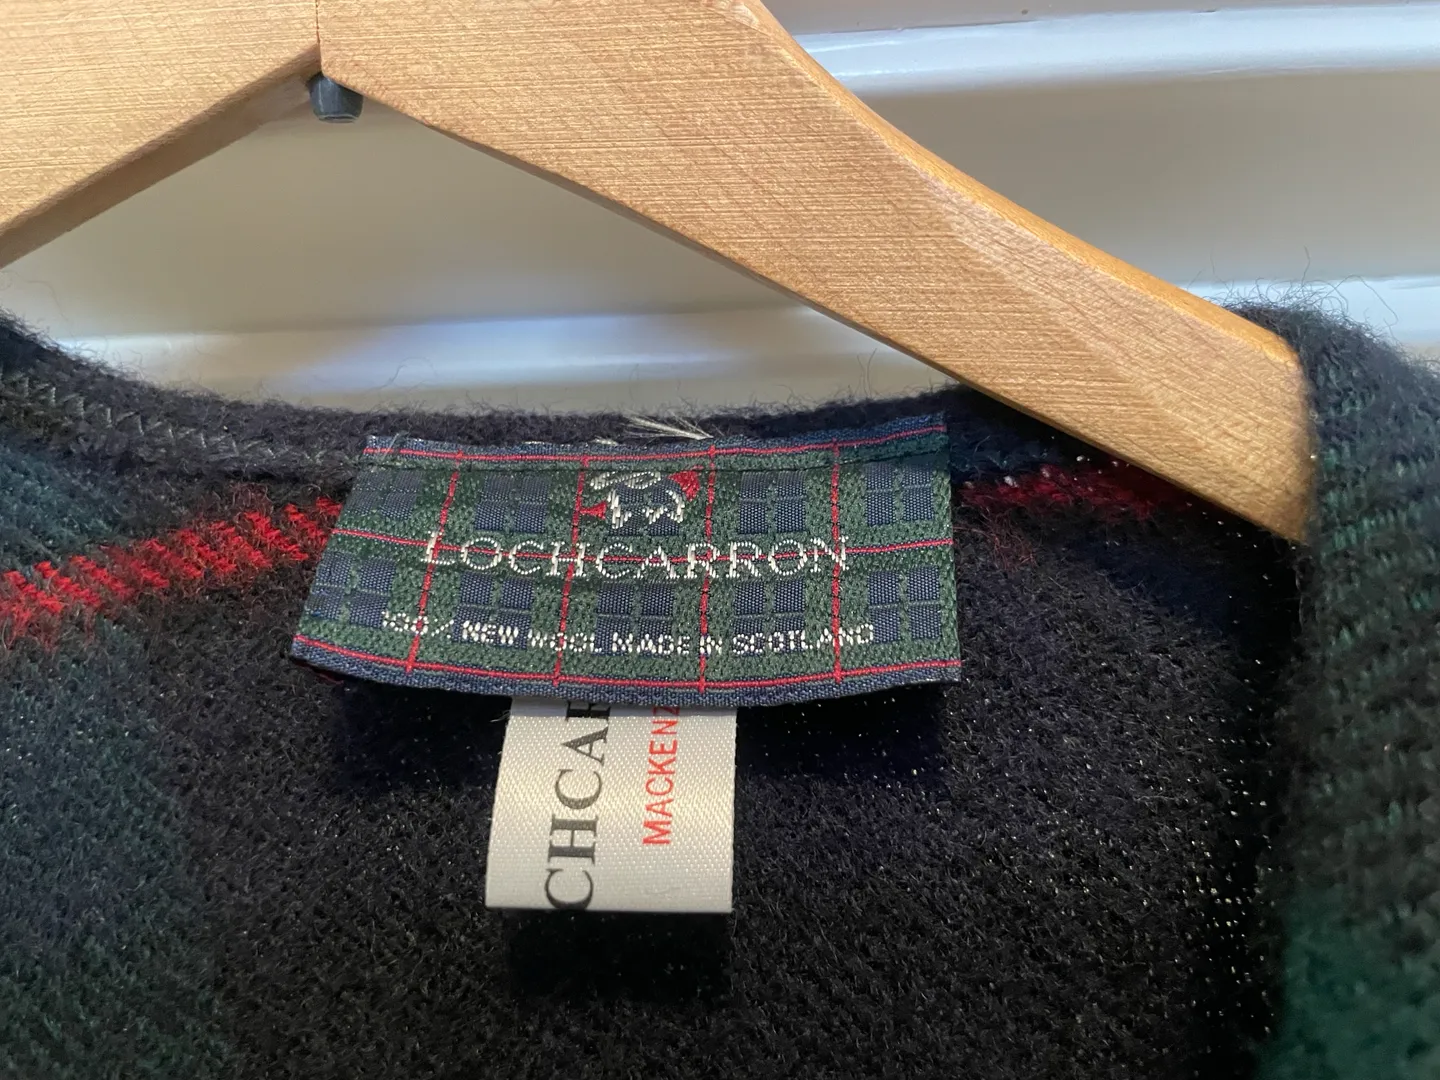 LOCHCARRON
100% NEW WOOL MADE IN SCOTLAND
CHCAR
MACKENZ